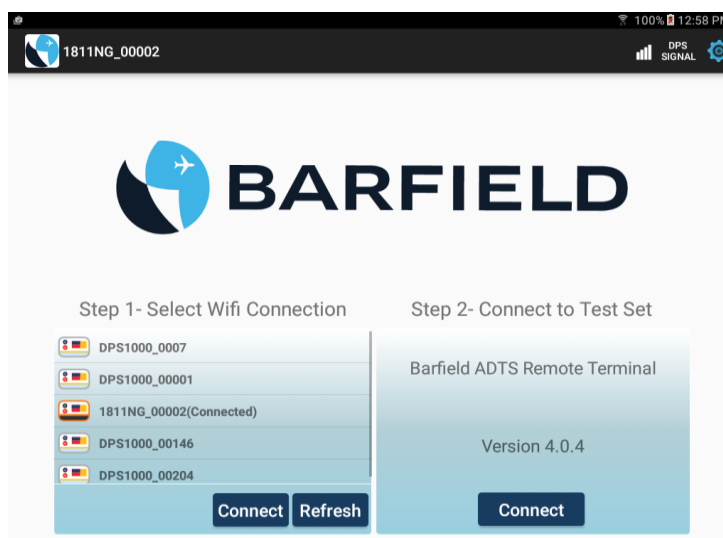 100% 12:58 PM
1811NG_00002
DPS
SIGNAL
BARFIELD
Step 1- Select Wifi Connection
DPS1000_0007
DPS1000_00001
1811NG_00002(Connected)
DPS1000_00146
DPS1000_00204
Connect Refresh
Step 2- Connect to Test Set
Barfield ADTS Remote Terminal
Version 4.0.4
Connect